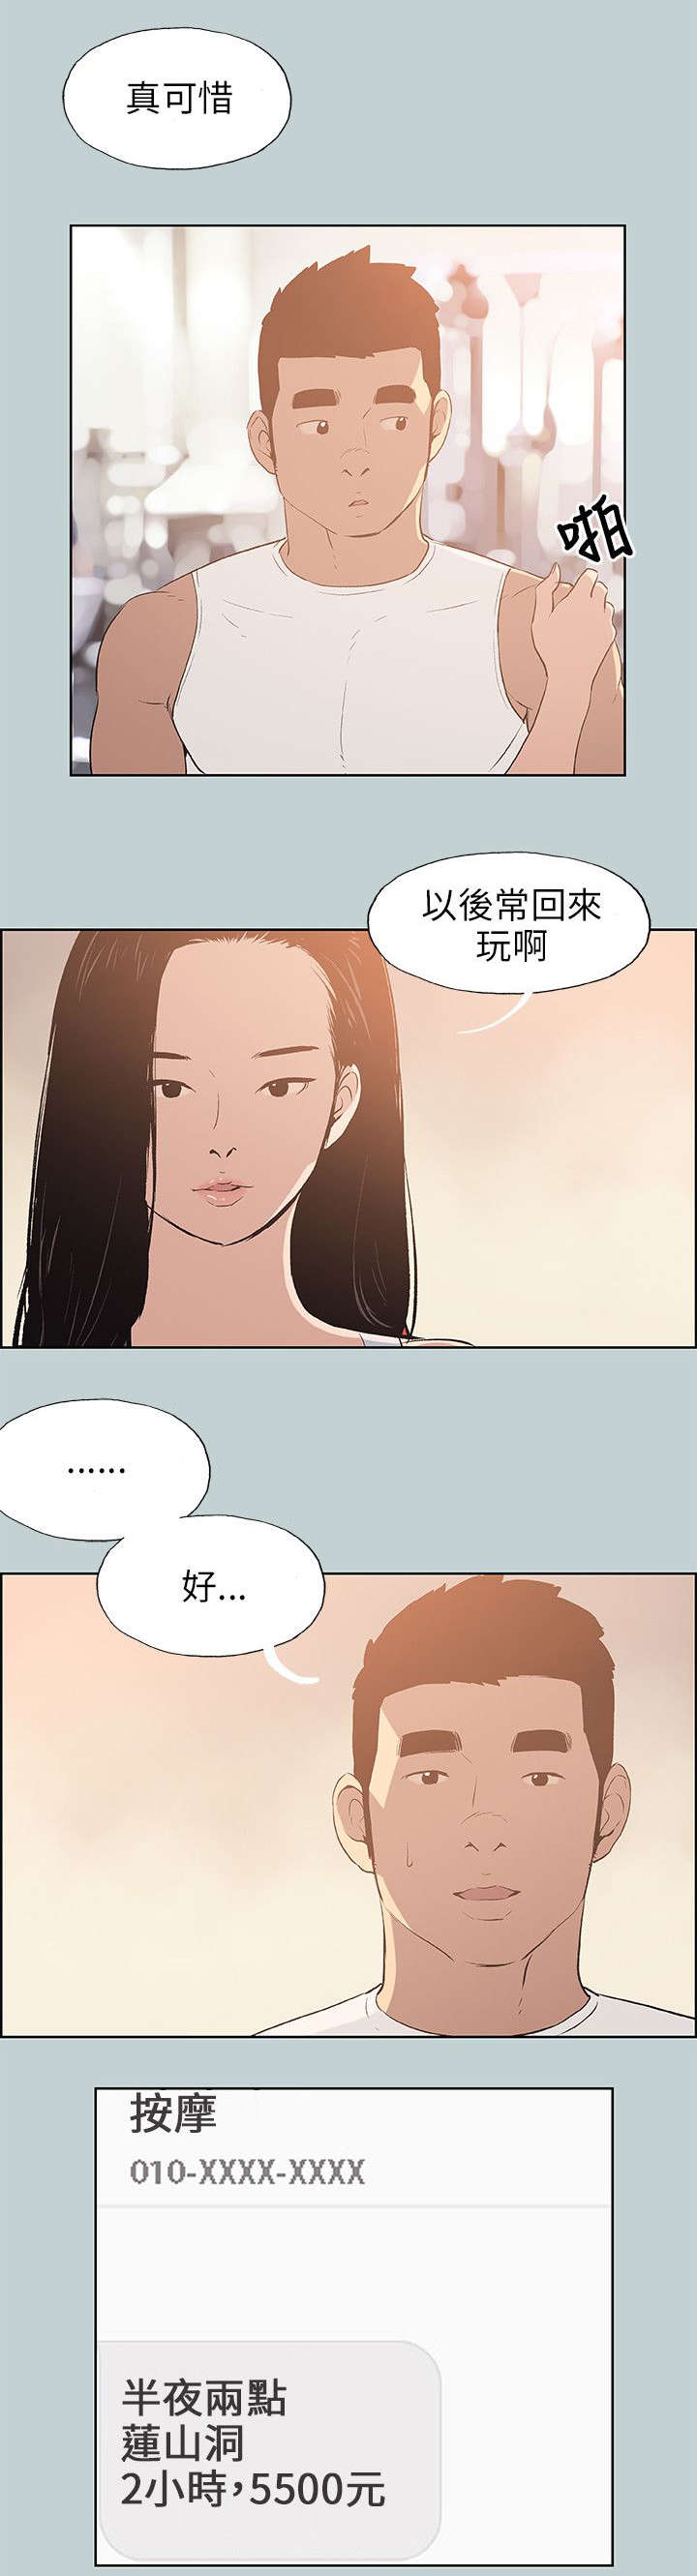 真可惜
啪
以後常回來
玩啊
......
好...
按摩
010-XXXX-XXXX
半夜兩點
蓮山洞
2小時，5500元